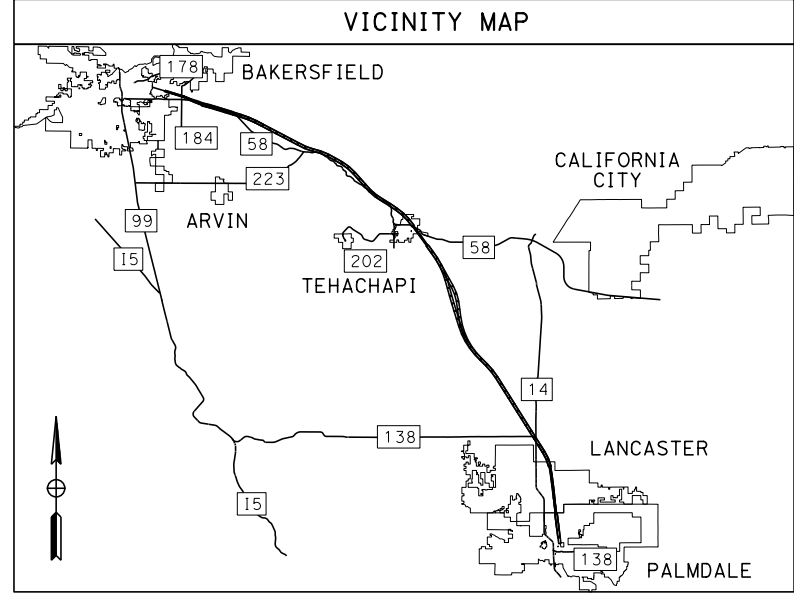 VICINITY MAP
178
BAKERSFIELD
184
58
223
CALIFORNIA
CITY
99
ARVIN
I5
202
58
TEHACHAPI
14
138
LANCASTER
I5
138
PALMDALE